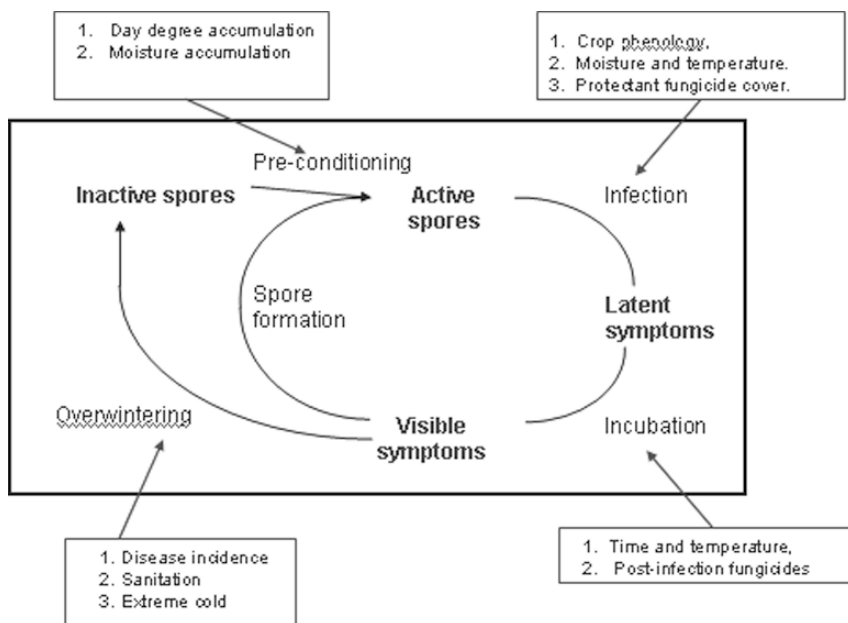 1. Day degree accumulation
2. Moisture accumulation
1. Crop phenology,
2. Moisture and temperature.
3. Protectant fungicide cover.
Pre-conditioning
Inactive spores
Active
spores
Infection
Spore
formation
Latent
symptoms
Overwintering
Visible
symptoms
Incubation
1. Disease incidence
2. Sanitation
3. Extreme cold
1. Time and temperature,
2. Post-infection fungicides